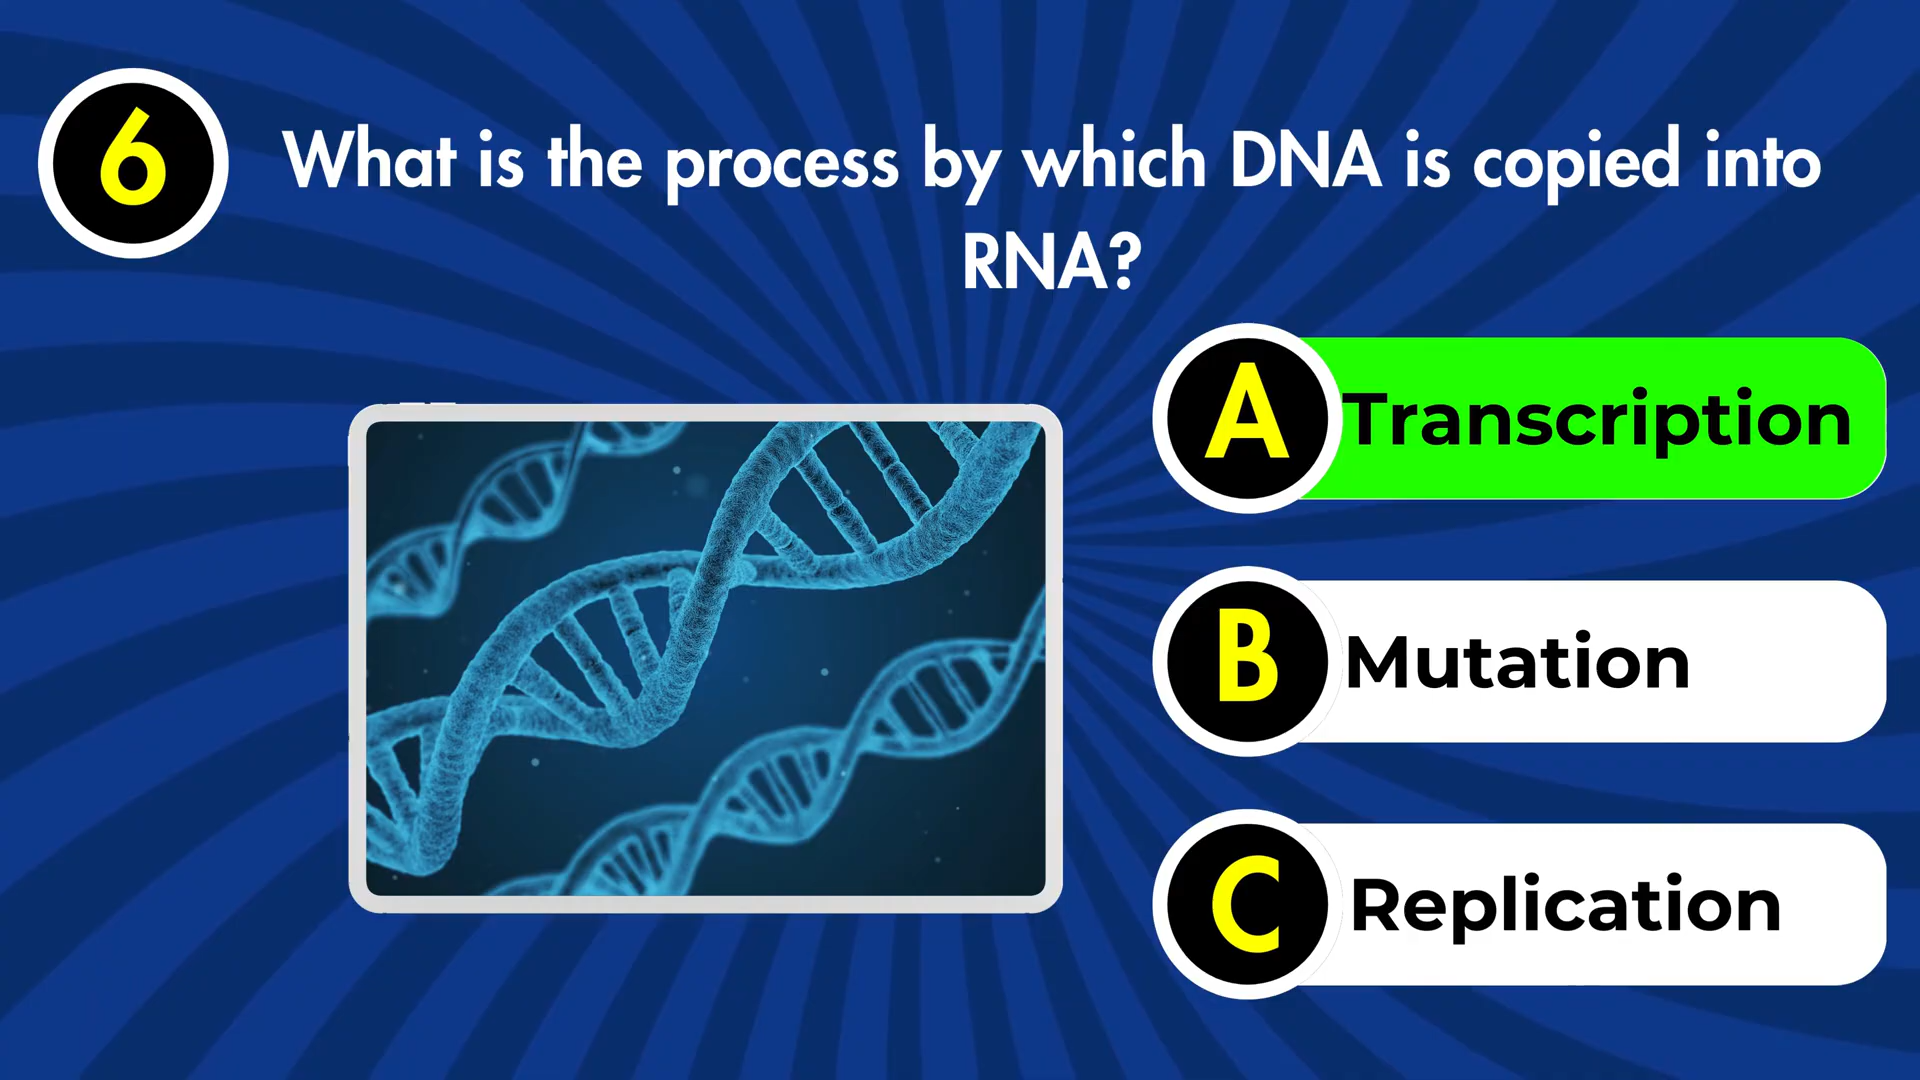 6
What is the process by which DNA is copied into
RNA?
A Transcription
B Mutation
C Replication